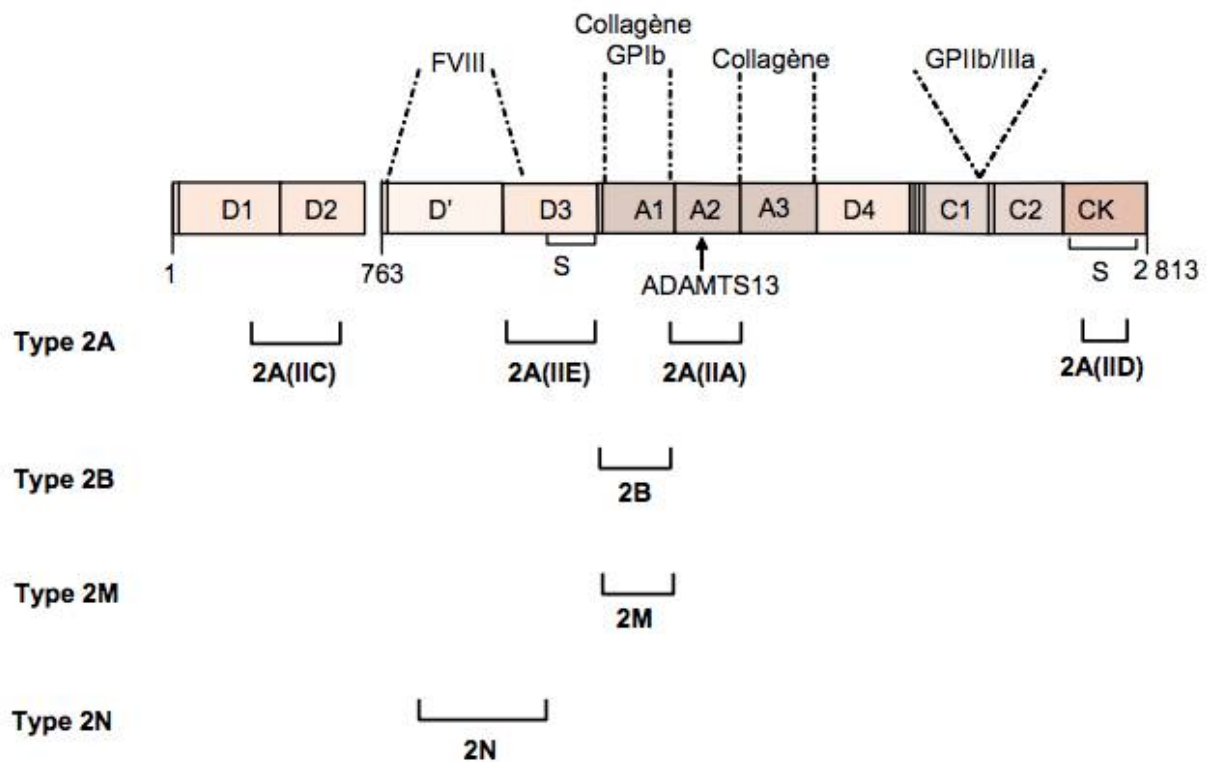 Collagène
GPIb
FVIII
Collagène
GPIIb/IIIa
D1 D2 D' D3 A1 A2 A3 D4 C1 C2 CK
S
S
1
763
2 813
ADAMTS13
Type 2A
2A(IIC)
2A(IIE)
2A(IIA)
2A(IID)
Type 2B
2B
Type 2M
2M
Type 2N
2N